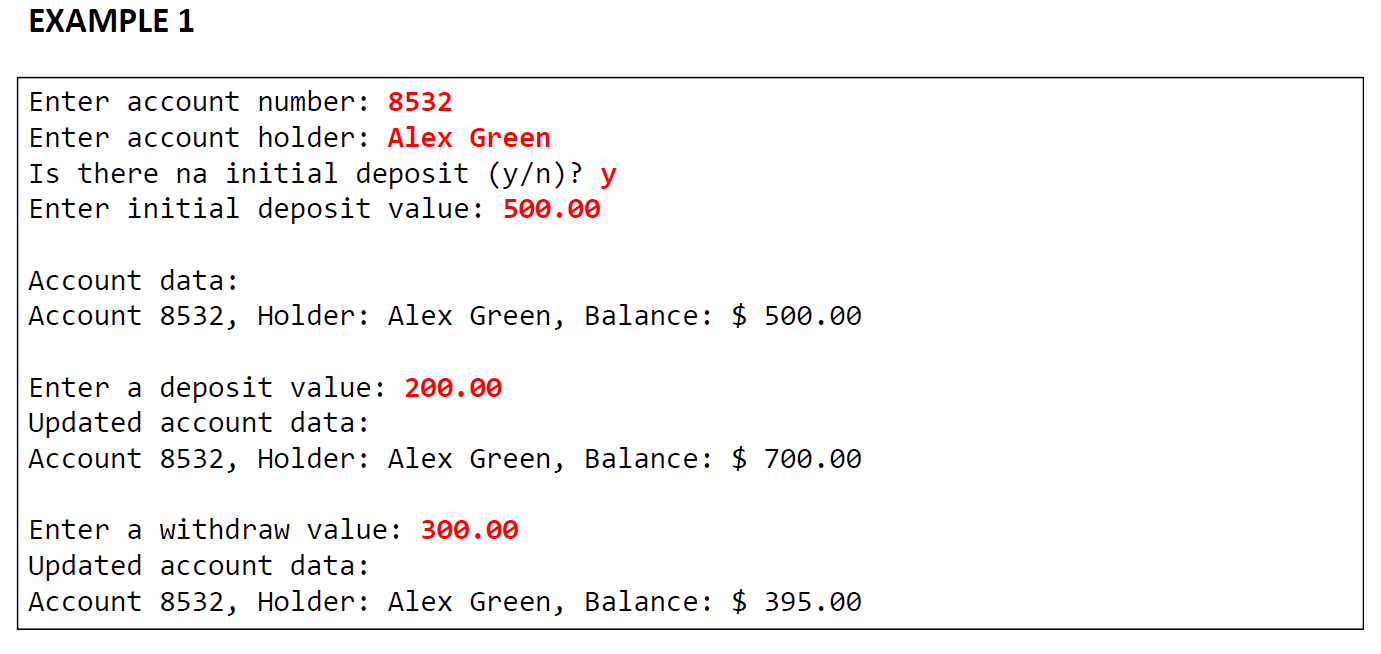 EXAMPLE 1
Enter account number: 8532
Enter account holder: Alex Green
Is there na initial deposit (y/n)? y
Enter initial deposit value: 500.00
Account data:
Account 8532, Holder: Alex Green, Balance: $ 500.00
Enter a deposit value: 200.00
Updated account data:
Account 8532, Holder: Alex Green, Balance: $ 700.00
Enter a withdraw value: 300.00
Updated account data:
Account 8532, Holder: Alex Green, Balance: $ 395.00